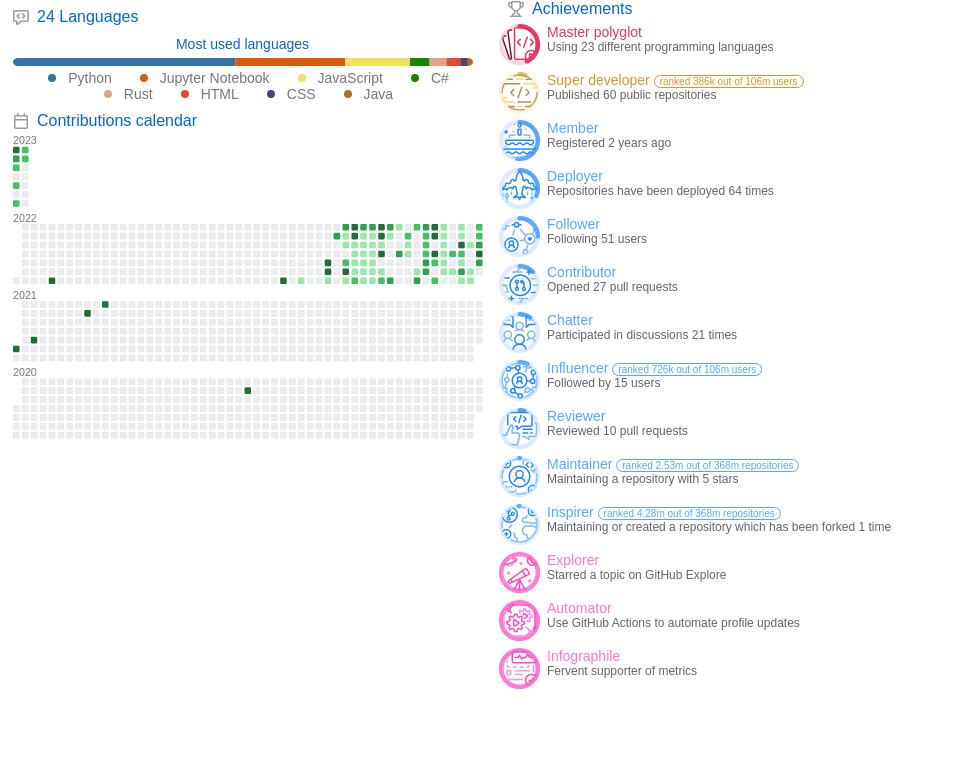 24 Languages
Most used languages
Python Jupyter Notebook JavaScript C#
Rust HTML CSS Java
Contributions calendar
2023
2022
2021
2020
Achievements
Master polyglot
Using 23 different programming languages
Super developer ranked 386k out of 106m users
Published 60 public repositories
Member
Registered 2 years ago
Deployer
Repositories have been deployed 64 times
Follower
Following 51 users
Contributor
Opened 27 pull requests
Chatter
Participated in discussions 21 times
Influencer ranked 726k out of 106m users
Followed by 15 users
Reviewer
Reviewed 10 pull requests
Maintainer ranked 2.53m out of 368m repositories
Maintaining a repository with 5 stars
Inspirer ranked 4.28m out of 368m repositories
Maintaining or created a repository which has been forked 1 time
Explorer
Starred a topic on GitHub Explore
Automator
Use GitHub Actions to automate profile updates
Infographile
Fervent supporter of metrics